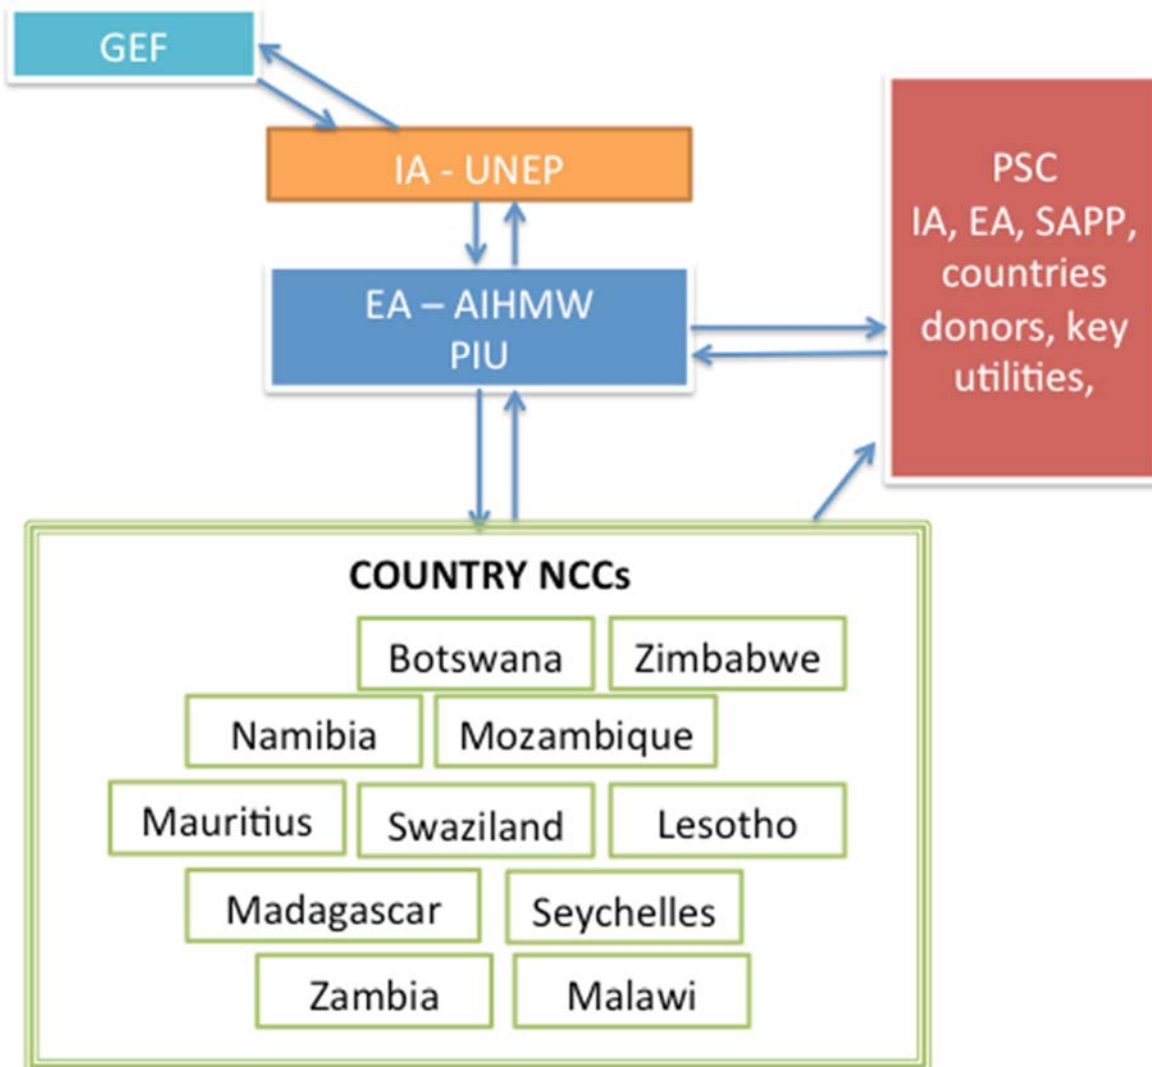 GEF
IA - UNEP
EA – AIHMW
PIU
PSC
IA, EA, SAPP,
countries
donors, key
utilities,
COUNTRY NCCs
Botswana
Zimbabwe
Namibia
Mozambique
Mauritius
Swaziland
Lesotho
Madagascar
Seychelles
Zambia
Malawi